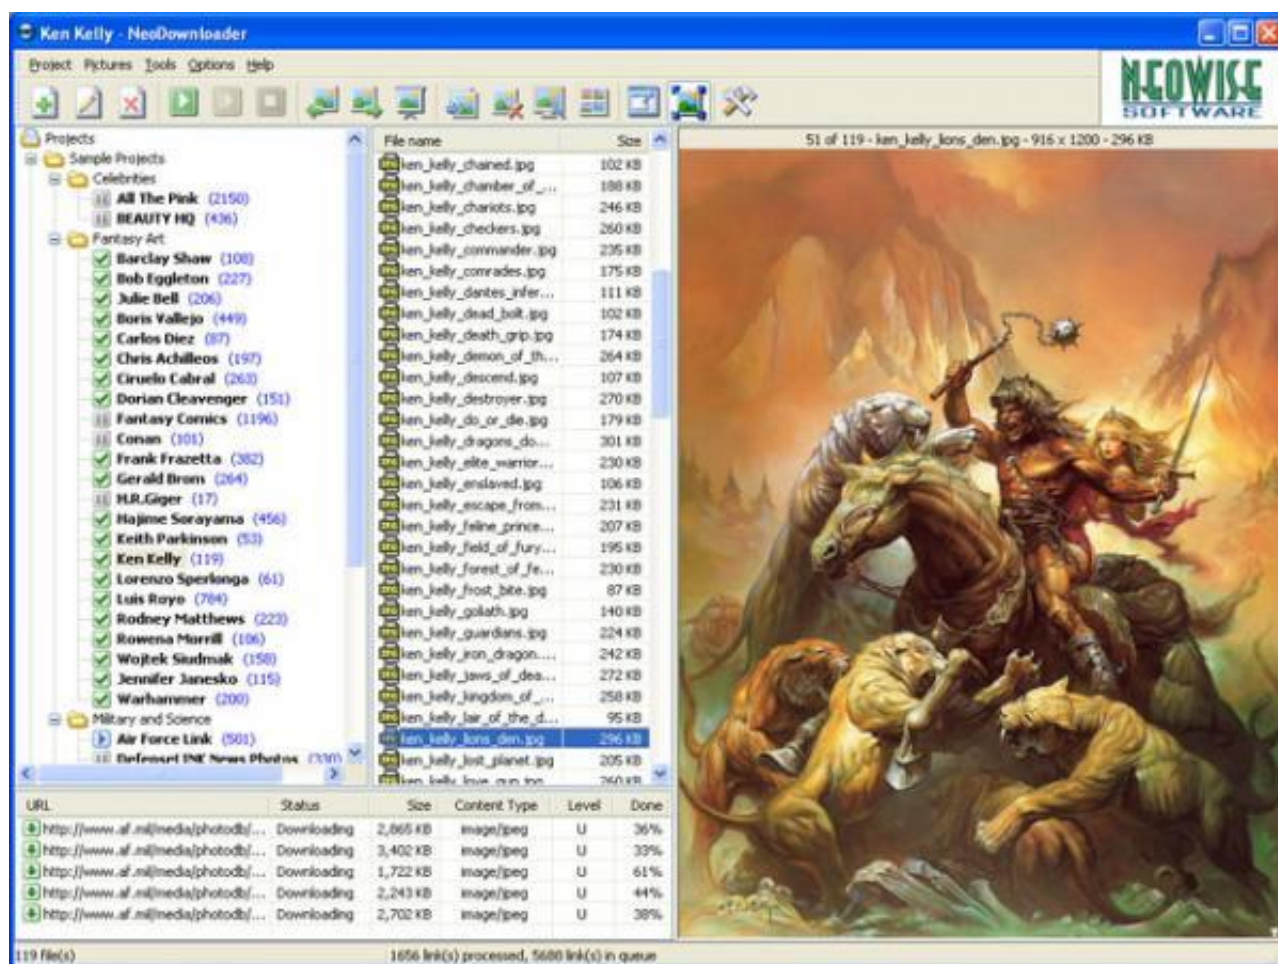 Ken Kelly - NeoDownloader
Project Pictures Tools Options Help
NEOWISE
SOFTWARE
Projects
Sample Projects
Celebrities
All The Pink (2150)
BEAUTY HQ (436)
Fantasy Art
Barclay Shaw (108)
Bob Eggleton (227)
Julie Bell (206)
Boris Vallejo (449)
Carlos Diez (87)
Chris Achilleos (197)
Ciruelo Cabral (263)
Dorian Cleavenger (151)
Fantasy Comics (1196)
Conan (101)
Frank Frazetta (382)
Gerald Brom (264)
H.R.Giger (17)
Hajime Sorayama (456)
Keith Parkinson (53)
Ken Kelly (119)
Lorenzo Sperlonga (61)
Luis Royo (784)
Rodney Matthews (223)
Rowena Morrill (106)
Wojtek Siudmak (158)
Jennifer Janesko (115)
Warhammer (200)
Military and Science
Air Force Link (501)
DefenseLINK News Photos (330)
File name Size
ken_kelly_chained.jpg 102 KB
ken_kelly_chamber_of_... 188 KB
ken_kelly_chariots.jpg 246 KB
ken_kelly_checkers.jpg 260 KB
ken_kelly_commander.jpg 235 KB
ken_kelly_comrades.jpg 175 KB
ken_kelly_dantes_infer... 111 KB
ken_kelly_dead_bolt.jpg 102 KB
ken_kelly_death_grip.jpg 174 KB
ken_kelly_demon_of_th... 264 KB
ken_kelly_descend.jpg 107 KB
ken_kelly_destroyer.jpg 270 KB
ken_kelly_do_or_die.jpg 179 KB
ken_kelly_dragons_do... 301 KB
ken_kelly_elite_warrior... 230 KB
ken_kelly_enslaved.jpg 106 KB
ken_kelly_escape_from... 231 KB
ken_kelly_feline_prince... 207 KB
ken_kelly_field_of_fury... 195 KB
ken_kelly_forest_of_fe... 230 KB
ken_kelly_frost_bite.jpg 87 KB
ken_kelly_goliath.jpg 140 KB
ken_kelly_guardians.jpg 224 KB
ken_kelly_iron_dragon.... 242 KB
ken_kelly_jaws_of_dea... 272 KB
ken_kelly_kingdom_of_... 258 KB
ken_kelly_lair_of_the_d... 95 KB
ken_kelly_lions_den.jpg 296 KB
ken_kelly_lost_planet.jpg 205 KB
ken_kelly_love_gun.jpg 260 KB
51 of 119 - ken_kelly_lions_den.jpg - 916 x 1200 - 296 KB
URL Status Size Content Type Level Done
http://www.af.mil/media/photodb/... Downloading 2,865 KB image/jpeg U 36%
http://www.af.mil/media/photodb/... Downloading 3,402 KB image/jpeg U 33%
http://www.af.mil/media/photodb/... Downloading 1,722 KB image/jpeg U 61%
http://www.af.mil/media/photodb/... Downloading 2,243 KB image/jpeg U 44%
http://www.af.mil/media/photodb/... Downloading 2,702 KB image/jpeg U 38%
119 file(s) 1656 link(s) processed, 5688 link(s) in queue